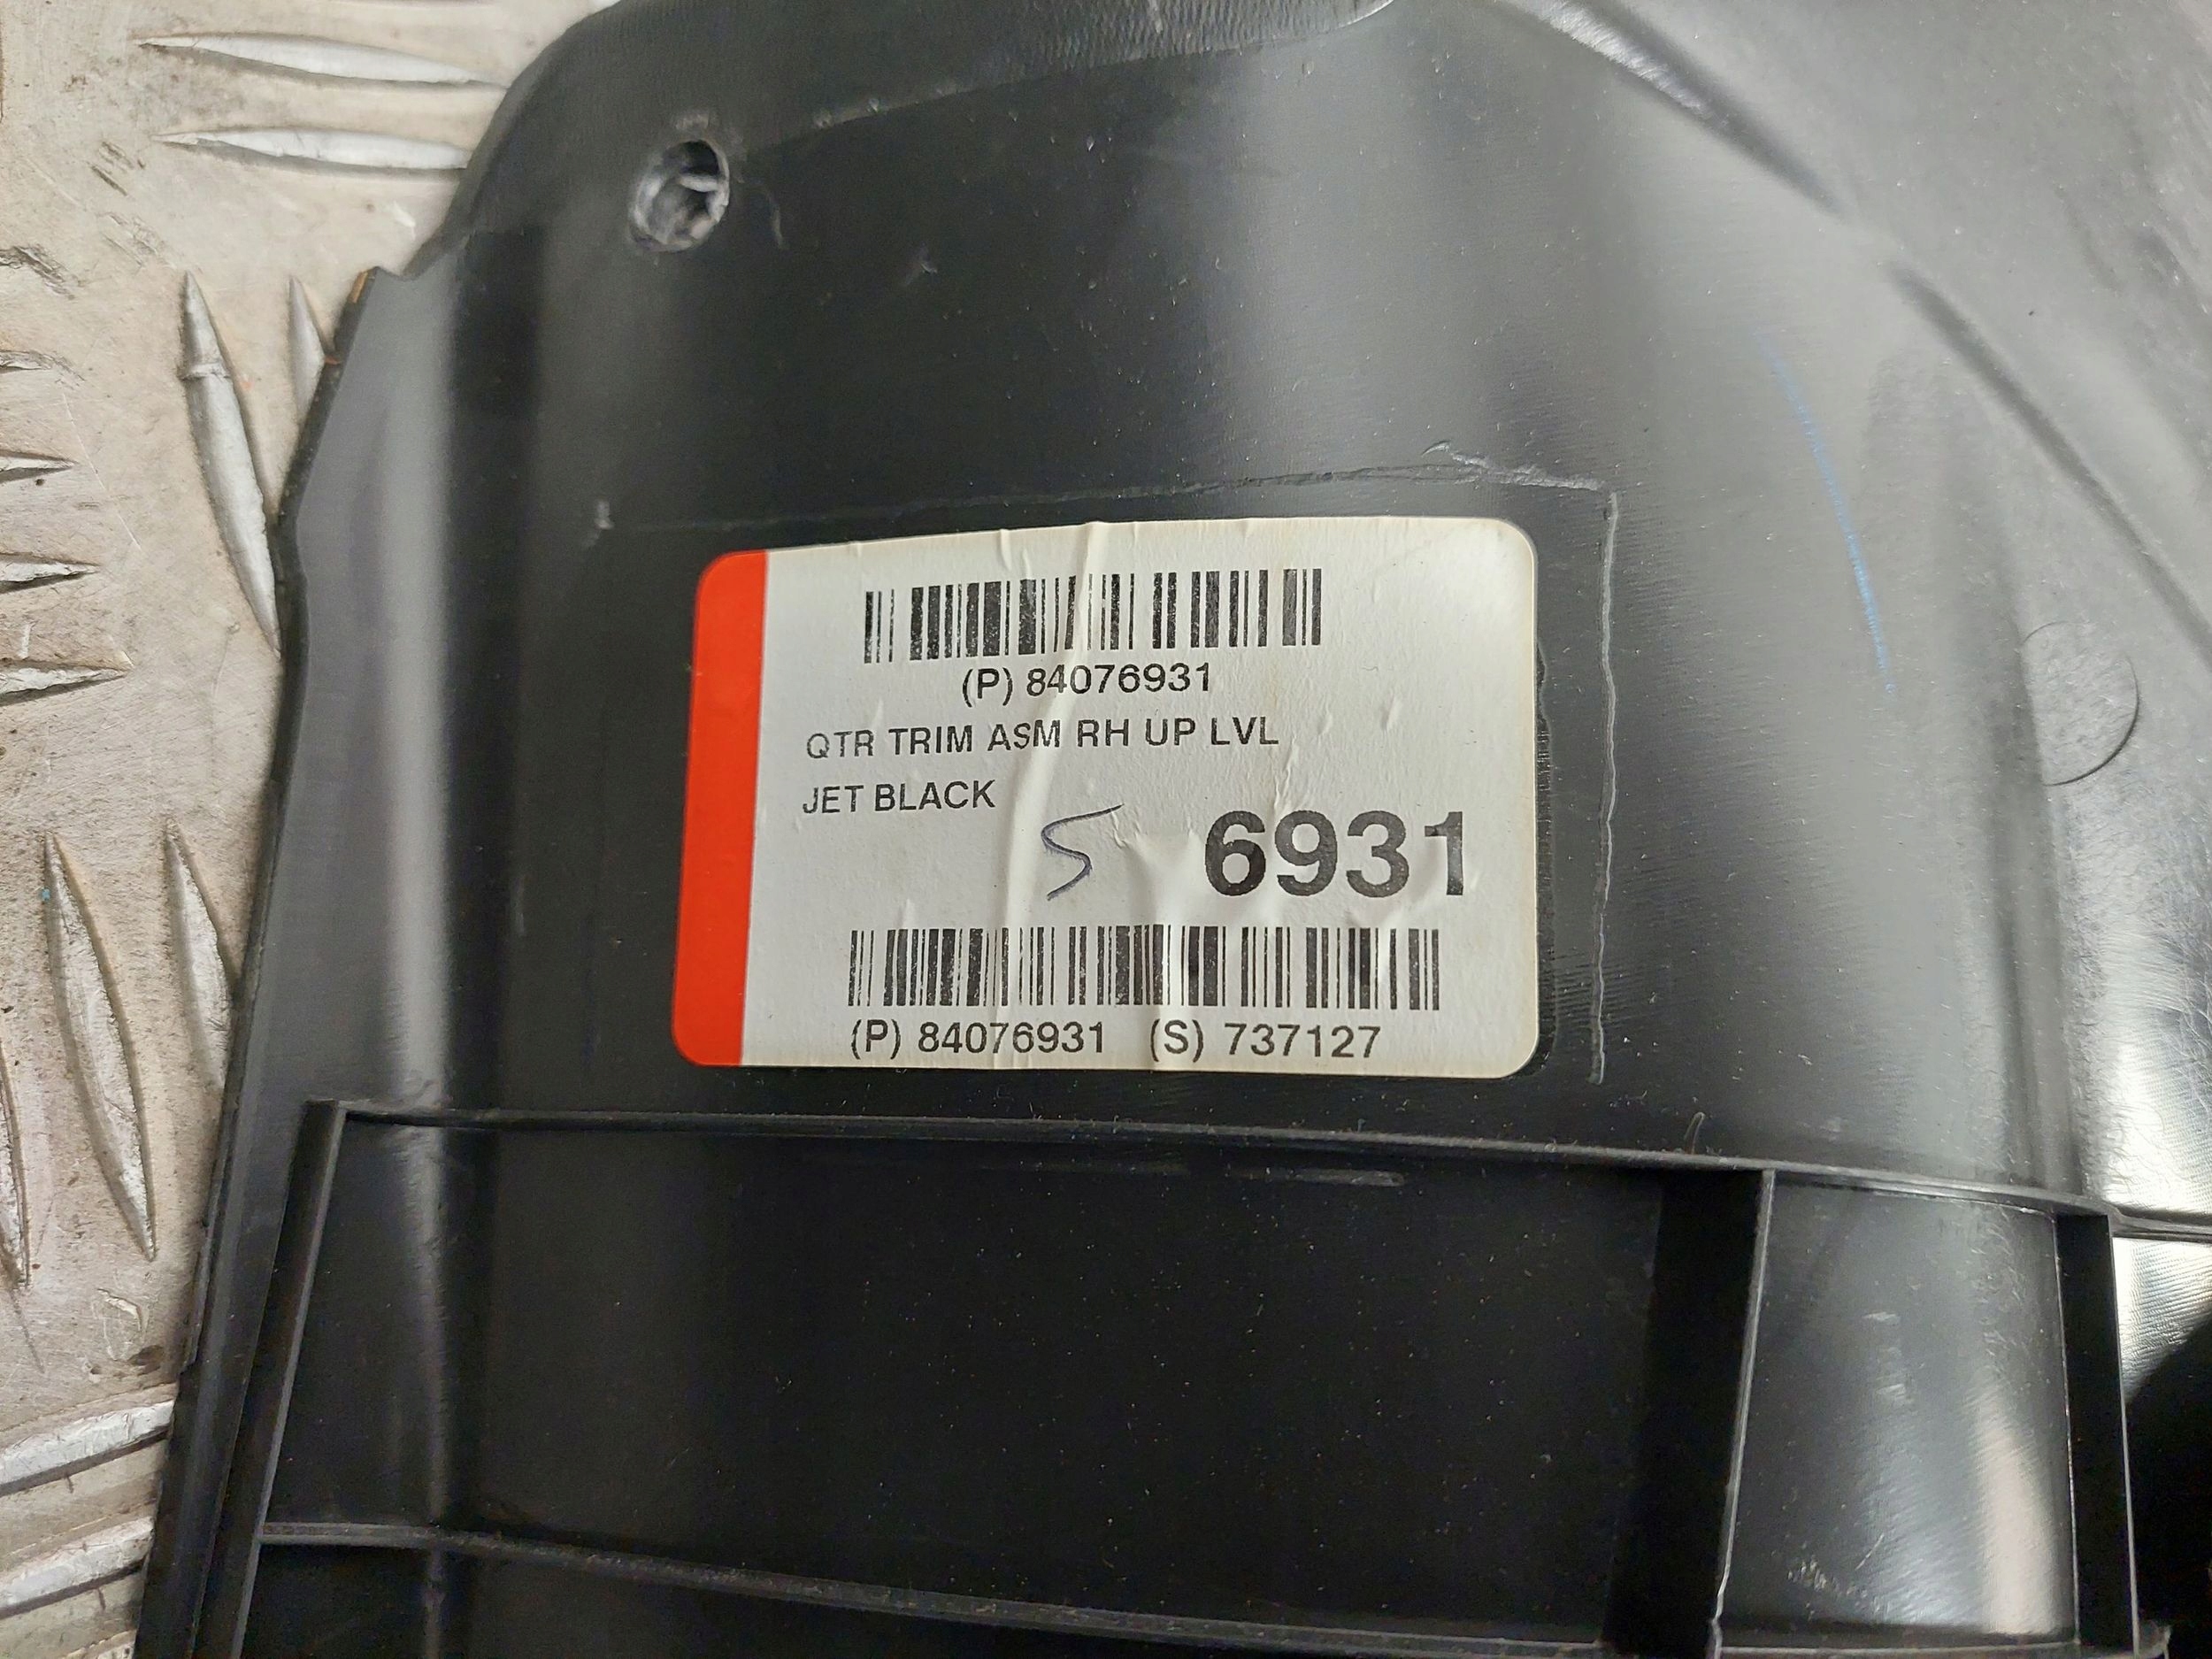 (P) 84076931
QTR TRIM ASM RH UP LVL
JET BLACK
5 6931
(P) 84076931 (S) 737127